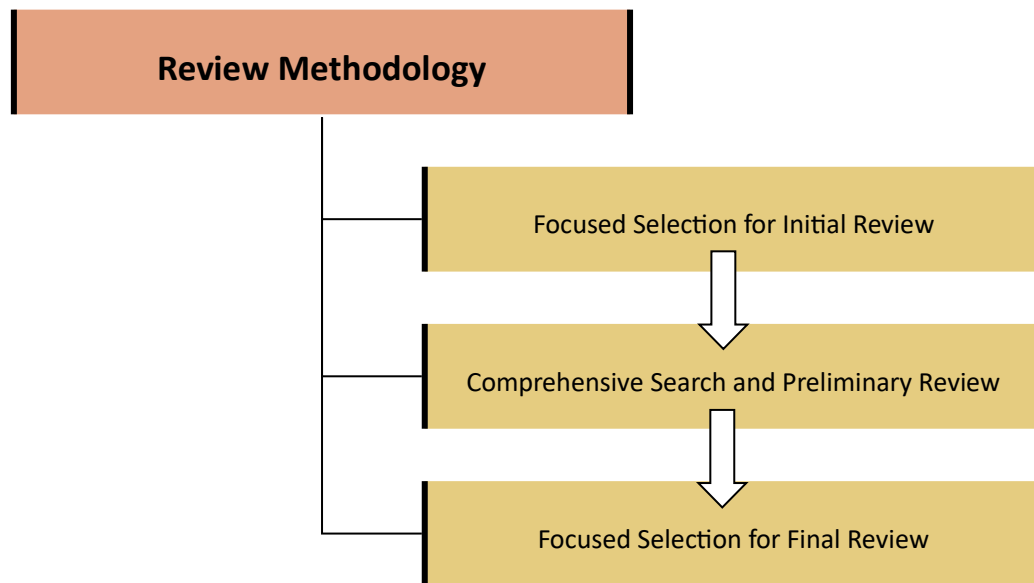 Review Methodology
Focused Selection for Initial Review
Comprehensive Search and Preliminary Review
Focused Selection for Final Review